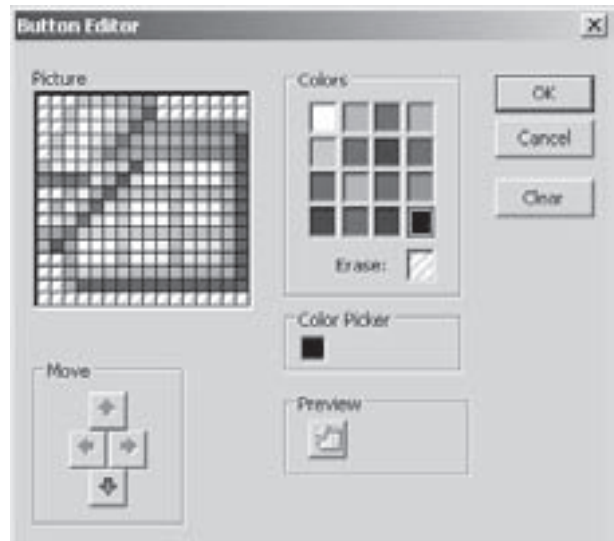 Button Editor
Picture
Colors
OK
Cancel
Clear
Erase:
Color Picker
Move
Preview